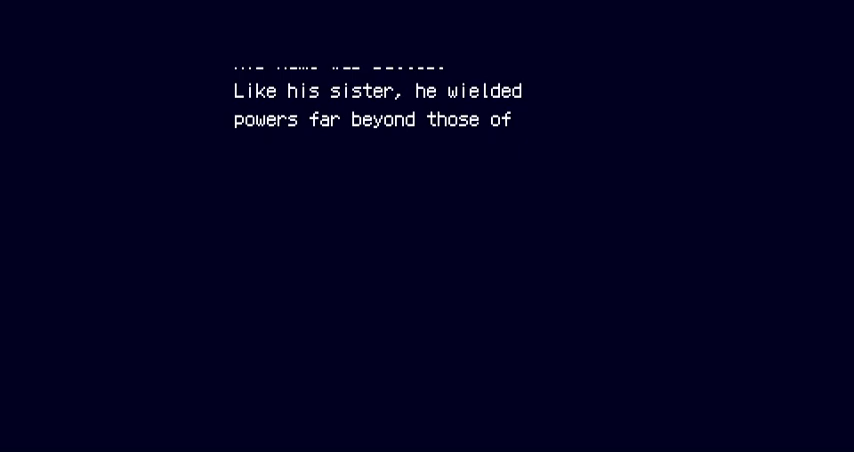 Like his sister, he wielded
powers far beyond those of